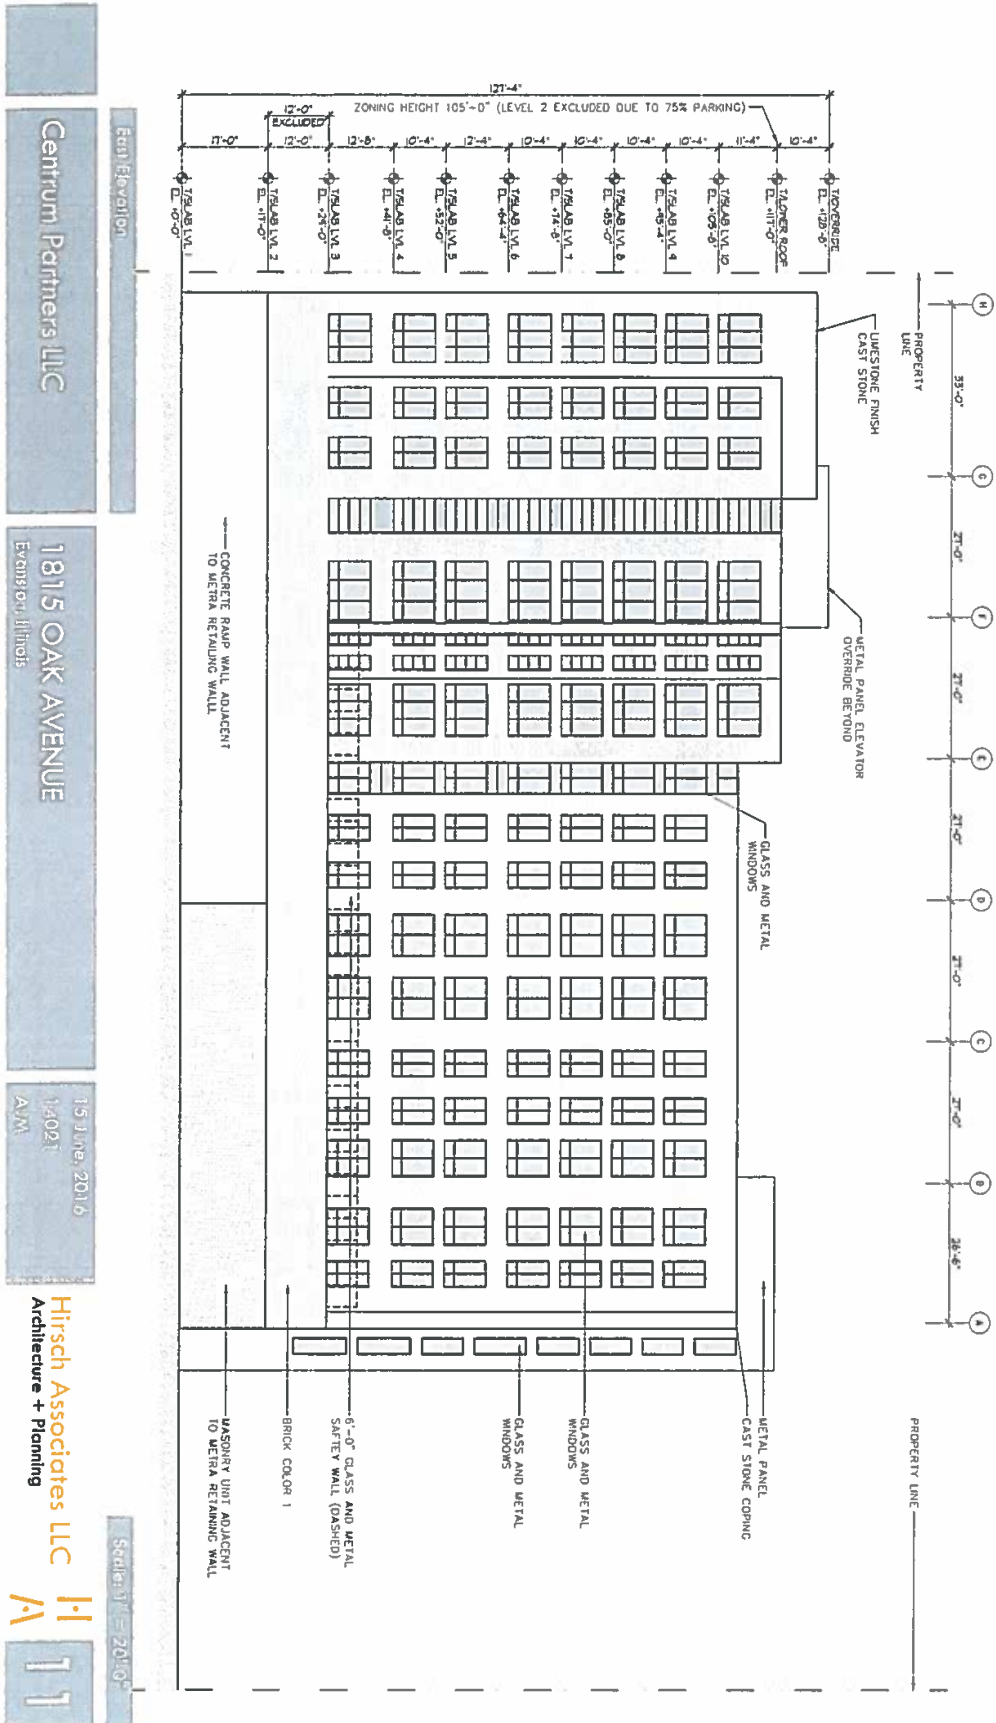 127'-4"
ZONING HEIGHT 105'-0" (LEVEL 2 EXCLUDED DUE TO 75% PARKING)
12'-0"
EXCLUDED
17'-0"
12'-0"
12'-8"
10'-4"
12'-4"
10'-4"
10'-4"
10'-4"
10'-4"
11'-4"
10'-4"
T/OVERRIDE
EL. +128'-8"
T/LOWER ROOF
EL. +117'-0"
T/SLAB LVL 10
EL. +105'-8"
T/SLAB LVL 9
EL. +95'-4"
T/SLAB LVL 8
EL. +85'-0"
T/SLAB LVL 7
EL. +74'-8"
T/SLAB LVL 6
EL. +64'-4"
T/SLAB LVL 5
EL. +52'-0"
T/SLAB LVL 4
EL. +41'-8"
T/SLAB LVL 3
EL. +29'-0"
T/SLAB LVL 2
EL. +17'-0"
T/SLAB LVL 1
EL. +0'-0"
H
G
F
E
D
C
D
A
33'-0"
27'-0"
27'-0"
27'-0"
27'-0"
27'-0"
26'-6"
PROPERTY
LINE
LIMESTONE FINISH
CAST STONE
METAL PANEL ELEVATOR
OVERRIDE BEYOND
GLASS AND METAL
WINDOWS
CONCRETE RAMP WALL ADJACENT
TO METRA RETAILING WALLL
PROPERTY LINE
METAL PANEL
CAST STONE COPING
GLASS AND METAL
WINDOWS
GLASS AND METAL
WINDOWS
6'-0" GLASS AND METAL
SAFTEY WALL (DASHED)
BRICK COLOR 1
MASONRY UNIT ADJACENT
TO METRA RETAINING WALL
East Elevation
Scale: 1" = 20'-0"
Centrum Partners LLC
1815 OAK AVENUE
Evanston, Illinois
15 June, 2016
14021
AJM
Hirsch Associates LLC
Architecture + Planning
H
A
11